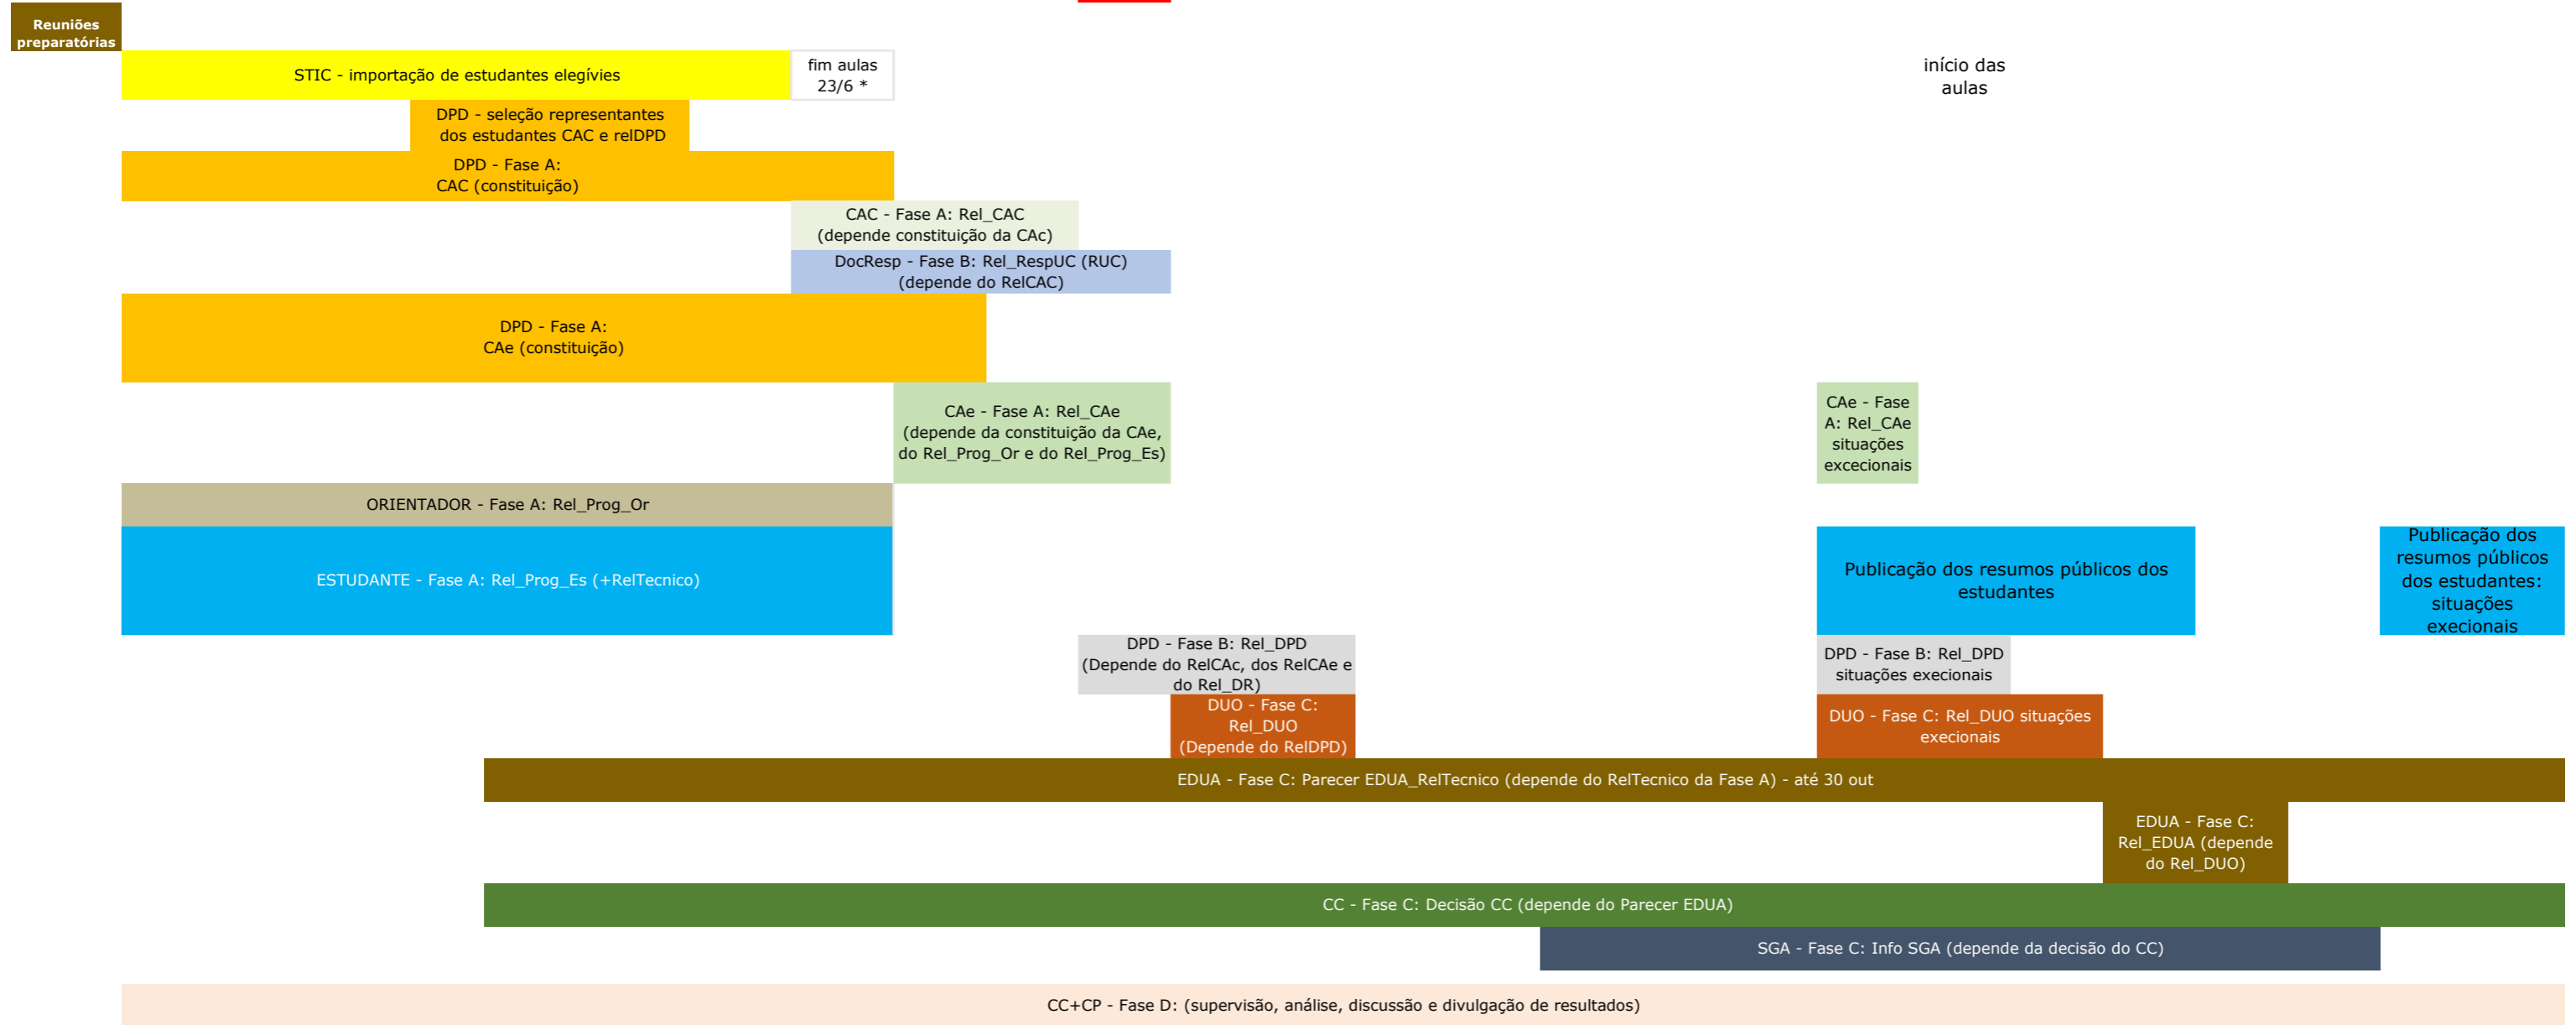 Reuniões
preparatórias
STIC - importação de estudantes elegívies
fim aulas
23/6 *
início das
aulas
DPD - seleção representantes
dos estudantes CAC e relDPD
DPD - Fase A:
CAC (constituição)
CAC - Fase A: Rel_CAC
(depende constituição da CAc)
DocResp - Fase B: Rel_RespUC (RUC)
(depende do RelCAC)
DPD - Fase A:
CAe (constituição)
CAe - Fase A: Rel_CAe
(depende da constituição da CAe,
do Rel_Prog_Or e do Rel_Prog_Es)
CAe - Fase
A: Rel_CAe
situações
excecionais
ORIENTADOR - Fase A: Rel_Prog_Or
ESTUDANTE - Fase A: Rel_Prog_Es (+RelTecnico)
Publicação dos resumos públicos dos
estudantes
Publicação dos
resumos públicos
dos estudantes:
situações
execionais
DPD - Fase B: Rel_DPD
(Depende do RelCAc, dos RelCAe e
do Rel_DR)
DPD - Fase B: Rel_DPD
situações execionais
DUO - Fase C:
Rel_DUO
(Depende do RelDPD)
DUO - Fase C: Rel_DUO situações
execionais
EDUA - Fase C: Parecer EDUA_RelTecnico (depende do RelTecnico da Fase A) - até 30 out
EDUA - Fase C:
Rel_EDUA (depende
do Rel_DUO)
CC - Fase C: Decisão CC (depende do Parecer EDUA)
SGA - Fase C: Info SGA (depende da decisão do CC)
CC+CP - Fase D: (supervisão, análise, discussão e divulgação de resultados)